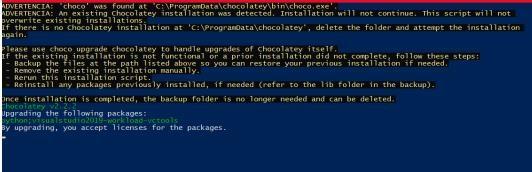 ADVERTENCIA: 'choco' was found at 'C:\ProgramData\chocolatey\bin\choco.exe'.
ADVERTENCIA: An existing Chocolatey installation was detected. Installation will not continue. This script will not
overwrite existing installations.
If there is no Chocolatey installation at 'C:\ProgramData\chocolatey', delete the folder and attempt the installation
again.

Please use choco upgrade chocolatey to handle upgrades of Chocolatey itself.
If the existing installation is not functional or a prior installation did not complete, follow these steps:
- Backup the files at the path listed above so you can restore your previous installation if needed.
- Remove the existing installation manually.
- Rerun this installation script.
- Reinstall any packages previously installed, if needed (refer to the lib folder in the backup).

Once installation is completed, the backup folder is no longer needed and can be deleted.
Chocolatey v2.2.2
Upgrading the following packages:
python;visualstudio2019-workload-vctools
By upgrading, you accept licenses for the packages.